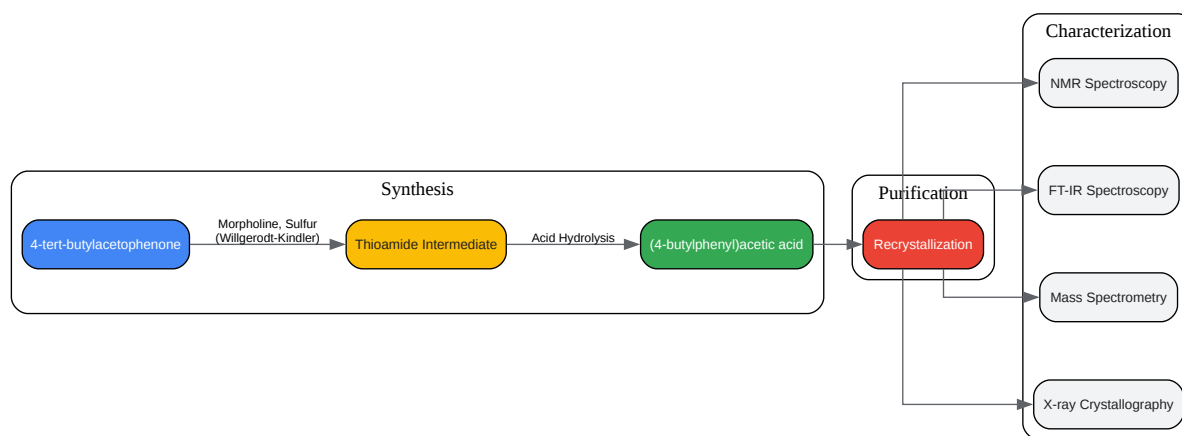 Characterization
NMR Spectroscopy
Synthesis
Purification
FT-IR Spectroscopy
4-tert-butylacetophenone
Morpholine, Sulfur
(Willgerodt-Kindler)
Thioamide Intermediate
Acid Hydrolysis
(4-butylphenyl)acetic acid
Recrystallization
Mass Spectrometry
X-ray Crystallography